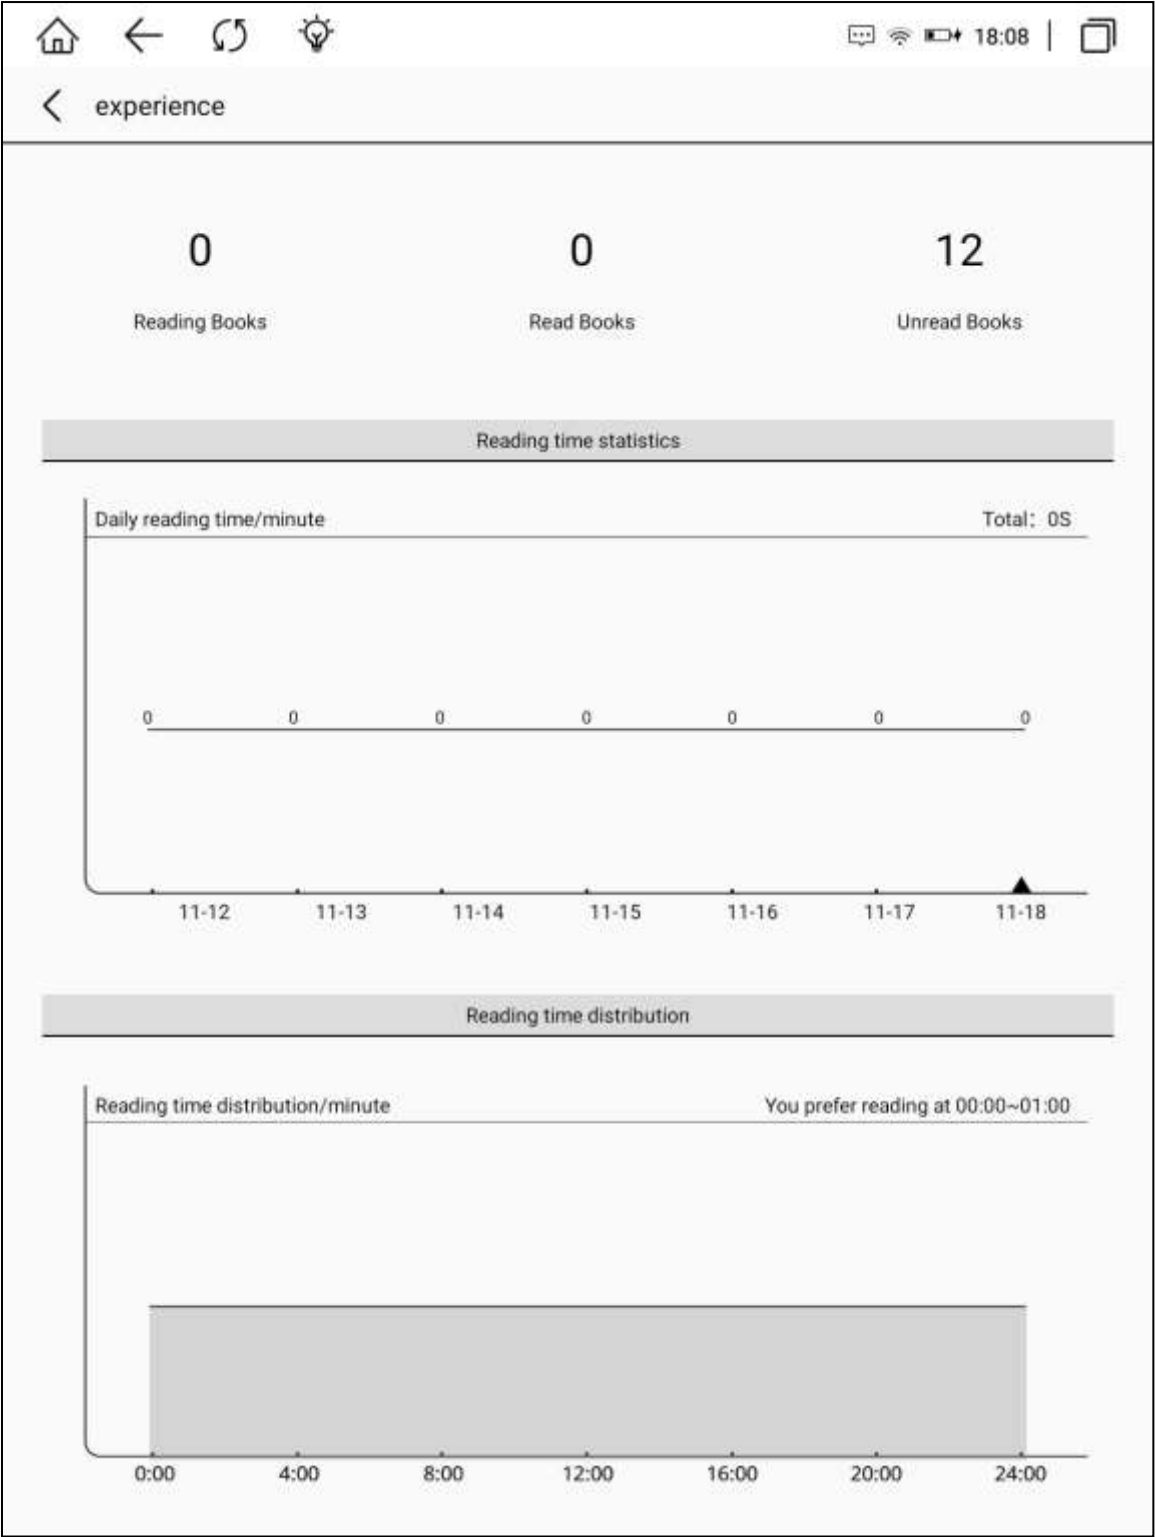 18:08
experience
0 0 12
Reading Books Read Books Unread Books
Reading time statistics
Daily reading time/minute Total: 0S
0 0 0 0 0 0 0
11-12 11-13 11-14 11-15 11-16 11-17 11-18
Reading time distribution
Reading time distribution/minute You prefer reading at 00:00~01:00
0:00 4:00 8:00 12:00 16:00 20:00 24:00